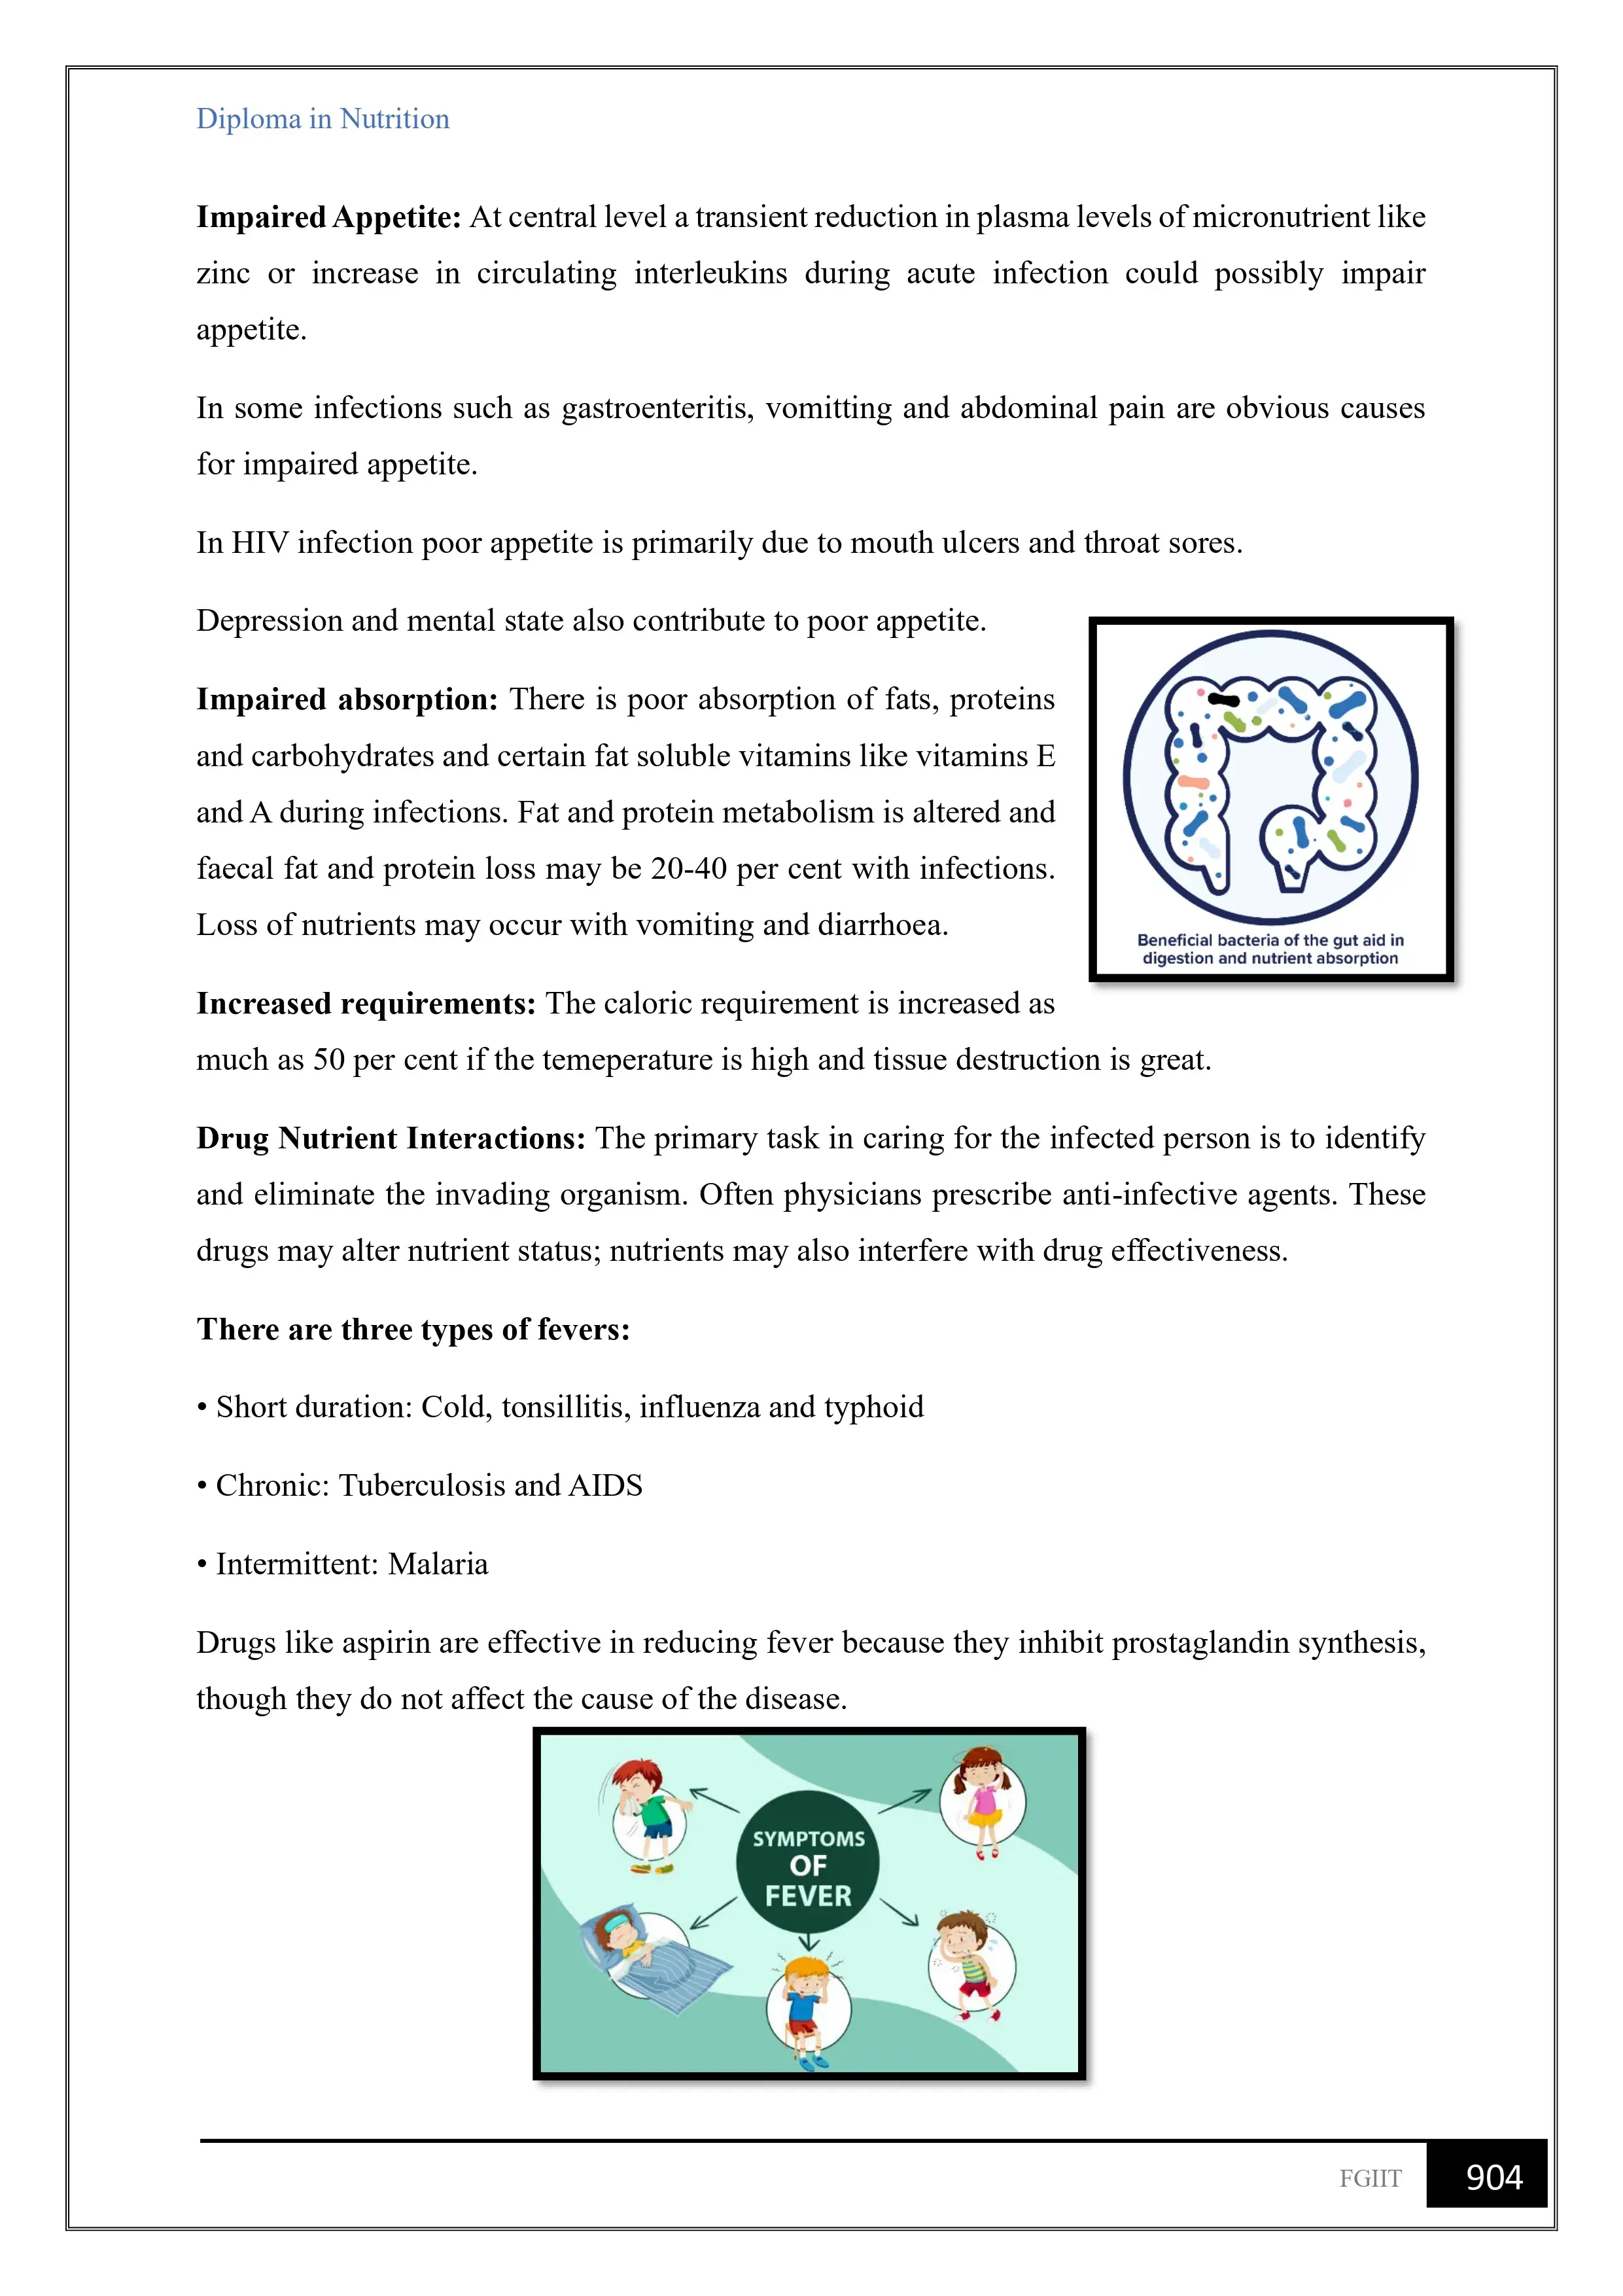 Diploma in Nutrition
Impaired Appetite: At central level a transient reduction in plasma levels of micronutrient like
zinc or increase in circulating interleukins during acute infection could possibly impair
appetite.
In some infections such as gastroenteritis, vomitting and abdominal pain are obvious causes
for impaired appetite.
In HIV infection poor appetite is primarily due to mouth ulcers and throat sores.
Depression and mental state also contribute to poor appetite.
Impaired absorption: There is poor absorption of fats, proteins
and carbohydrates and certain fat soluble vitamins like vitamins E
and A during infections. Fat and protein metabolism is altered and
faecal fat and protein loss may be 20-40 per cent with infections.
Loss of nutrients may occur with vomiting and diarrhoea.
Beneficial bacteria of the gut aid in
digestion and nutrient absorption
Increased requirements: The caloric requirement is increased as
much as 50 per cent if the temeperature is high and tissue destruction is great.
Drug Nutrient Interactions: The primary task in caring for the infected person is to identify
and eliminate the invading organism. Often physicians prescribe anti-infective agents. These
drugs may alter nutrient status; nutrients may also interfere with drug effectiveness.
There are three types of fevers:
• Short duration: Cold, tonsillitis, influenza and typhoid
• Chronic: Tuberculosis and AIDS
• Intermittent: Malaria
Drugs like aspirin are effective in reducing fever because they inhibit prostaglandin synthesis,
though they do not affect the cause of the disease.
SYMPTOMS
OF
FEVER
FGIIT 904